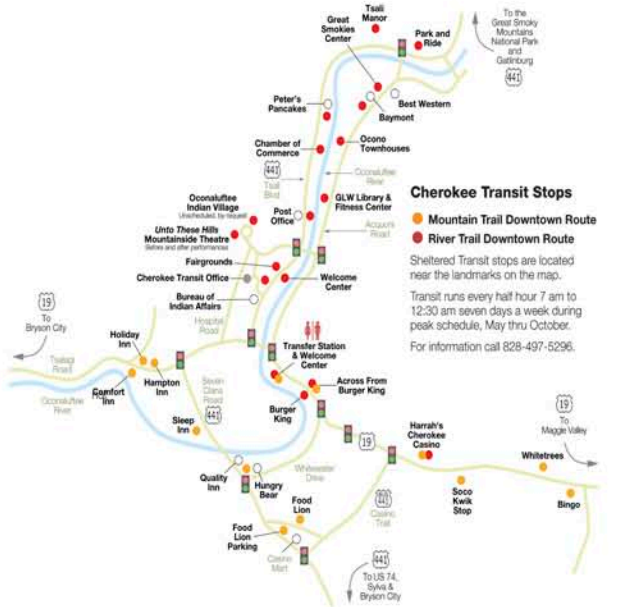 Tsali
Manor
Great
Smokies
Center
Park and
Ride
To the
Great Smoky
Mountains
National Park
and
Gatlinburg
441
Peter's
Pancakes
Best Western
Baymont
Chamber of
Commerce
Ocono
Townhouses
441
Tsali
Blvd
Oconaluftee
River
Oconaluftee
Indian Village
Unscheduled, by request
GLW Library &
Fitness Center
Post
Office
Acquoni
Road
Unto These Hills
Mountainside Theatre
Before and after performances
Fairgrounds
Cherokee Transit Office
Welcome
Center
Bureau of
Indian Affairs
Hospital
Road
Cherokee Transit Stops
Mountain Trail Downtown Route
River Trail Downtown Route
Sheltered Transit stops are located
near the landmarks on the map.
Transit runs every half hour 7 am to
12:30 am seven days a week during
peak schedule, May thru October.
For information call 828-497-5296.
19
To
Bryson City
Holiday
Inn
Tsalagi
Road
Transfer Station
& Welcome
Center
Hampton
Inn
Comfort
Inn
Oconaluftee
River
Seven
Clans
Road
441
Across From
Burger King
Burger
King
Sleep
Inn
19
Harrah's
Cherokee
Casino
19
To
Maggie Valley
Whitetrees
Quality
Inn
Hungry
Bear
Whitewater
Drive
Soco
Kwik
Stop
Bingo
441
Casino
Trail
Food
Lion
Food
Lion
Parking
Casino
Mart
441
To US 74,
Sylva &
Bryson City